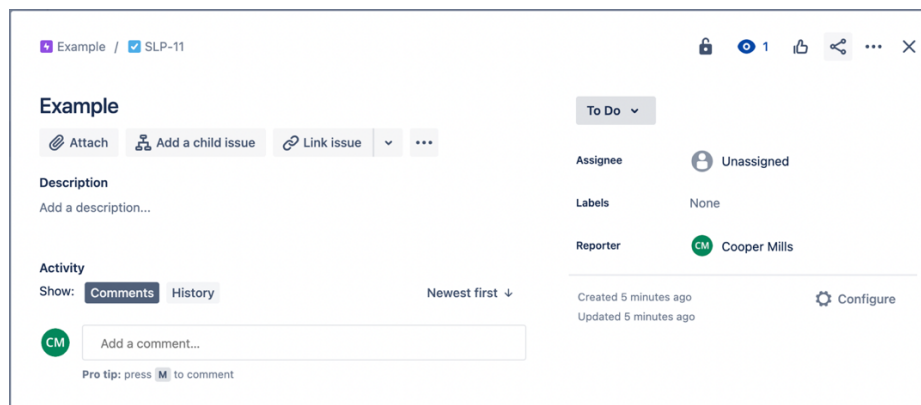 Example / SLP-11
1
Example
Attach
Add a child issue
Link issue
Description
Add a description...
Activity
Show: Comments History
Newest first
CM
Add a comment...
Pro tip: press M to comment
To Do
Assignee
Unassigned
Labels
None
Reporter
CM Cooper Mills
Created 5 minutes ago
Updated 5 minutes ago
Configure